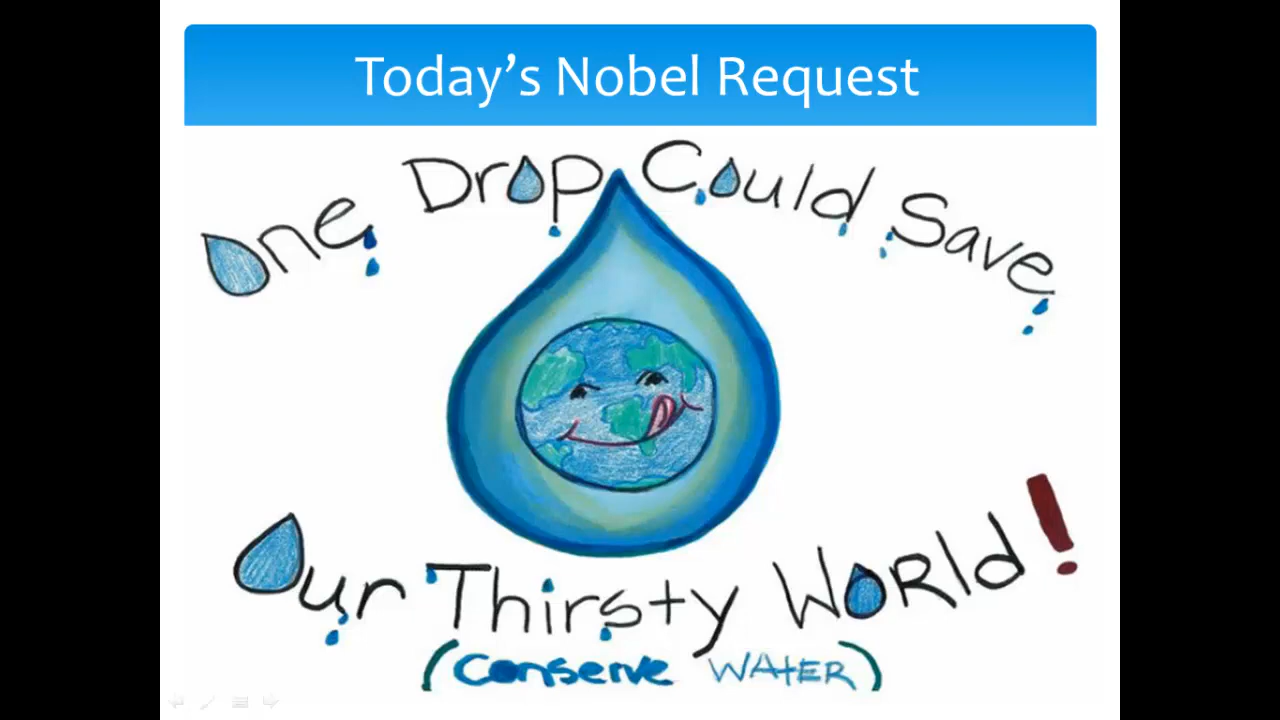 Today's Nobel Request
One Drop Could Save
Our Thirsty World!
(Conserve WATER)